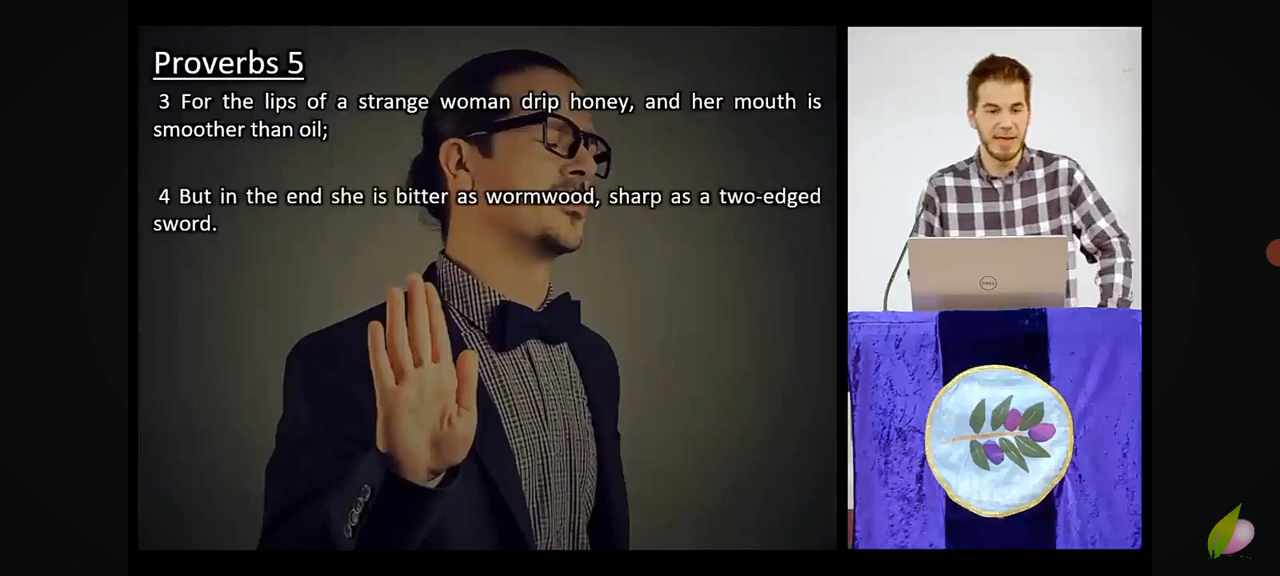 Proverbs 5
3 For the lips of a strange woman drip honey, and her mouth is
smoother than oil;
4 But in the end she is bitter as wormwood, sharp as a two-edged
sword.
DELL